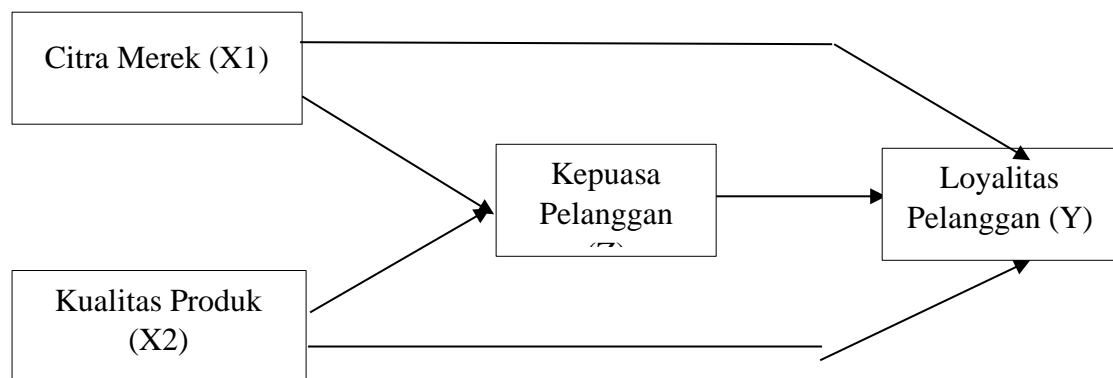 Citra Merek (X1)
Kepuasa
Pelanggan
Loyalitas
Pelanggan (Y)
Kualitas Produk
(X2)